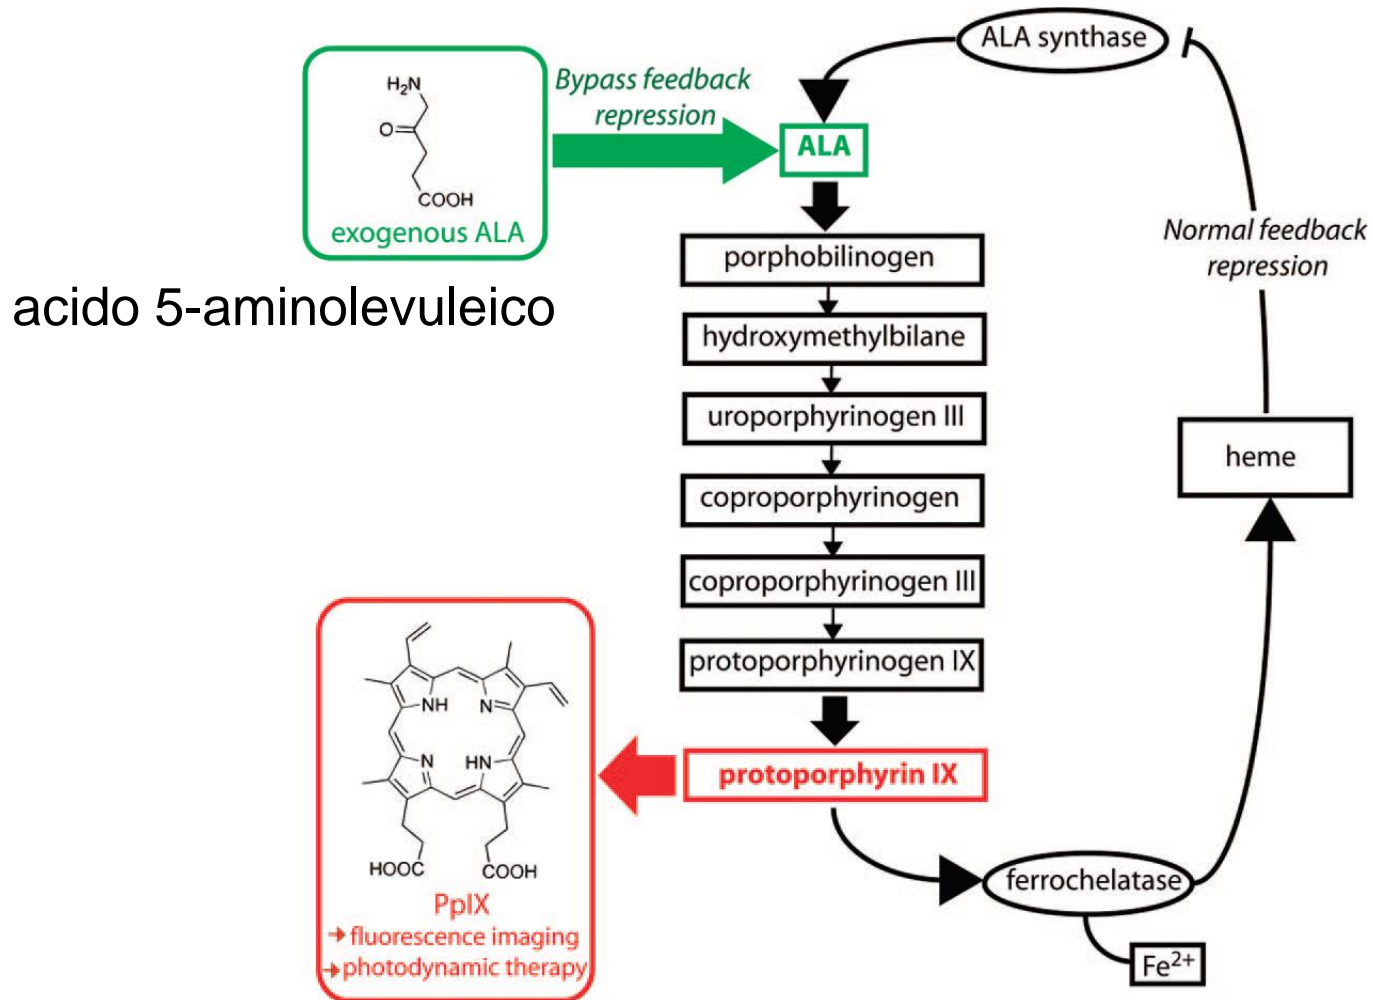 ALA synthase
H₂N
O
COOH
exogenous ALA
Bypass feedback
repression
ALA
acido 5-aminolevuleico
porphobilinogen
hydroxymethylbilane
uroporphyrinogen III
coproporphyrinogen
coproporphyrinogen III
protoporphyrinogen IX
protoporphyrin IX
Normal feedback
repression
heme
ferrochelatase
Fe²⁺
NH
N
N
HN
HOOC
COOH
PpIX
→ fluorescence imaging
→ photodynamic therapy